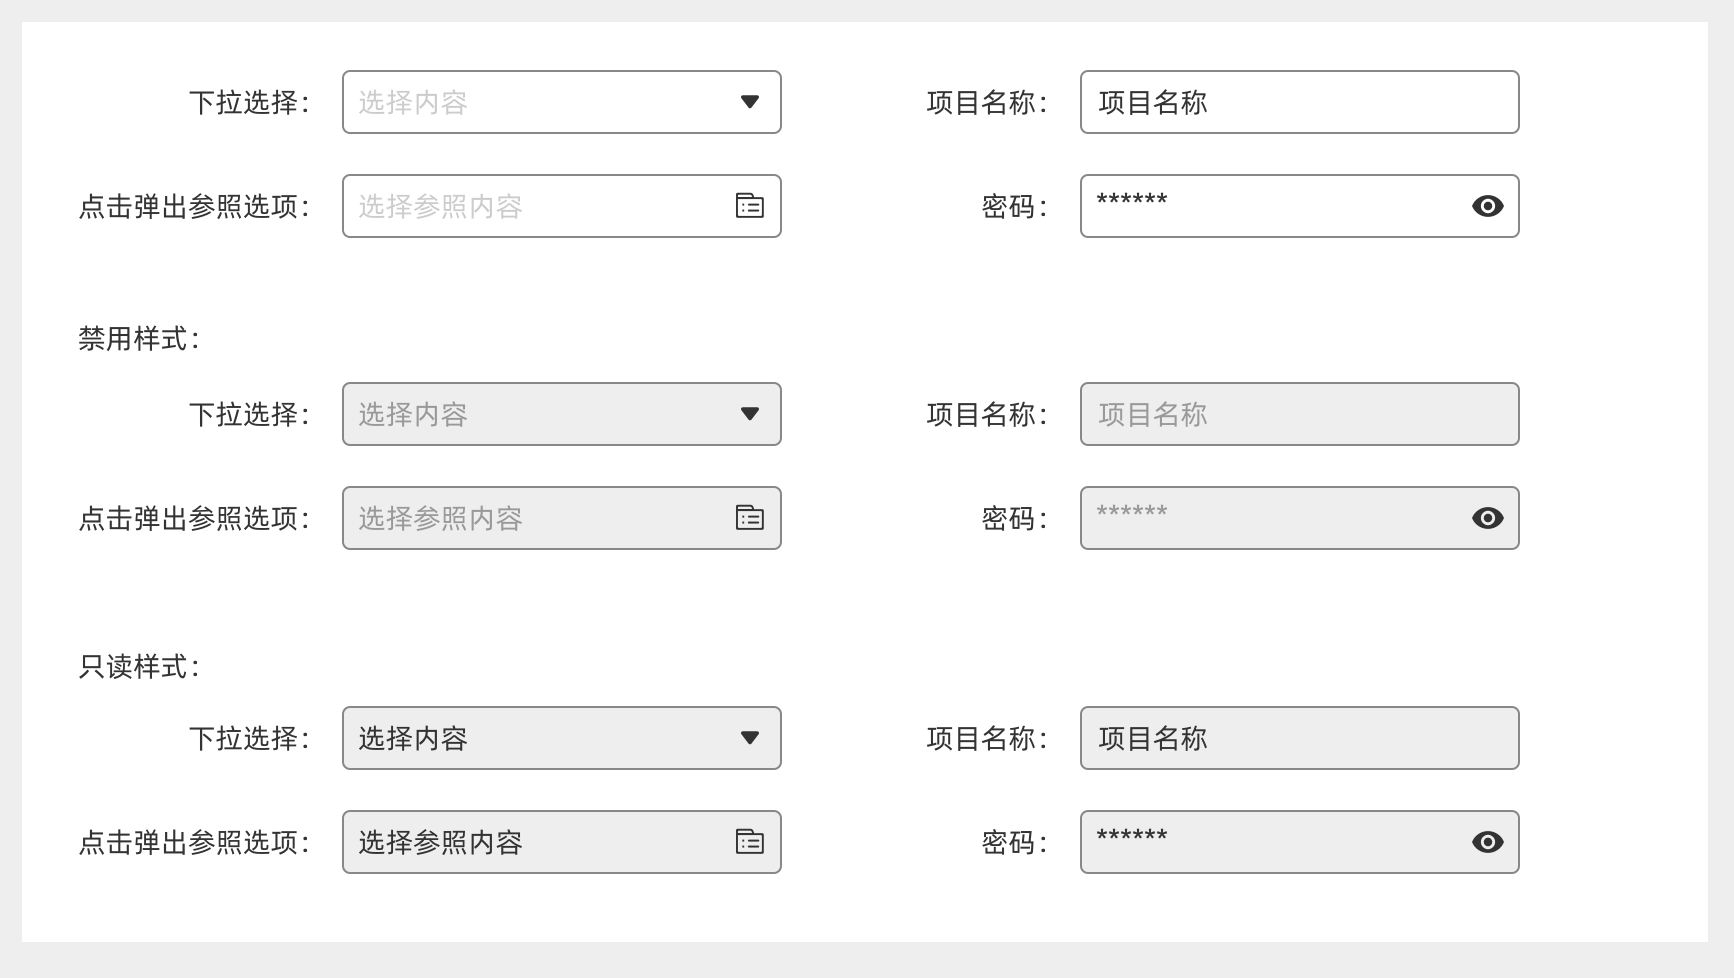 下拉选择： 选择内容 项目名称： 项目名称
点击弹出参照选项： 选择参照内容 密码： ******
禁用样式：
下拉选择： 选择内容 项目名称： 项目名称
点击弹出参照选项： 选择参照内容 密码： ******
只读样式：
下拉选择： 选择内容 项目名称： 项目名称
点击弹出参照选项： 选择参照内容 密码： ******